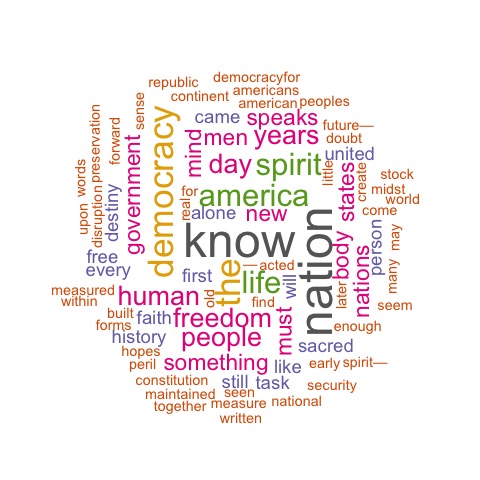 republic
democracyfor
continent
americans
american peoples
sense
came
speaks
future—
forward
preservation
words
upon
disruption
democracy
mind
men
years
doubt
united
day
spirit
little
create
states
stock
midst
world
come
government
destiny
real
for
america
alone
new
know
nation
body
person
nations
may
many
free
every
first
the
—
acted
life
will
later
seem
measured
within
human
old
find
built
forms
faith
freedom
must
enough
history
people
sacred
hopes
peril
something
like
early
spirit—
constitution
still
task
security
maintained
seen
together
measure
national
written